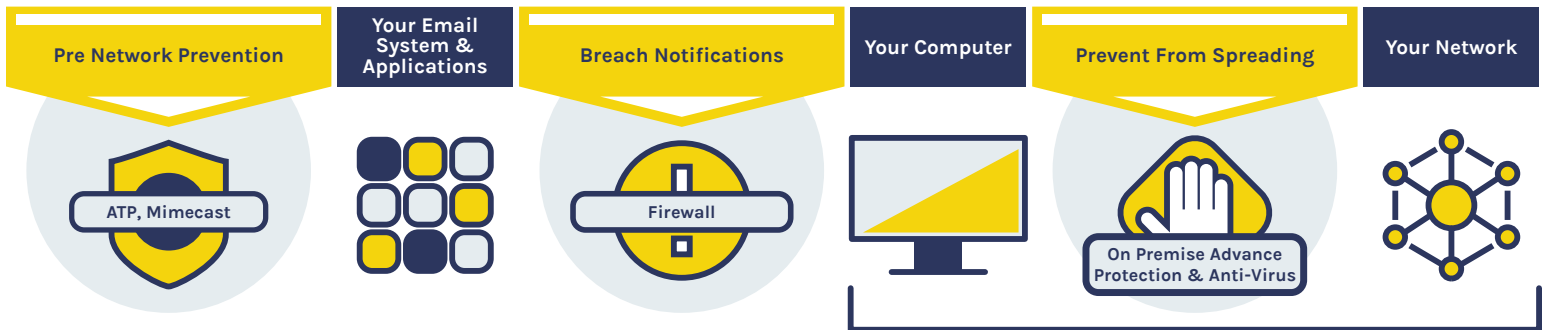 Pre Network Prevention
Your Email
System &
Applications
Breach Notifications
Your Computer
Prevent From Spreading
Your Network
ATP, Mimecast
Firewall
On Premise Advance
Protection & Anti-Virus